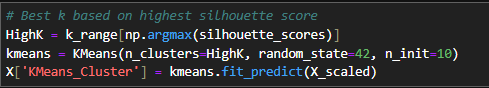 # Best k based on highest silhouette score
HighK = k_range[np.argmax(silhouette_scores)]
kmeans = KMeans(n_clusters=HighK, random_state=42, n_init=10)
X['KMeans_Cluster'] = kmeans.fit_predict(X_scaled)